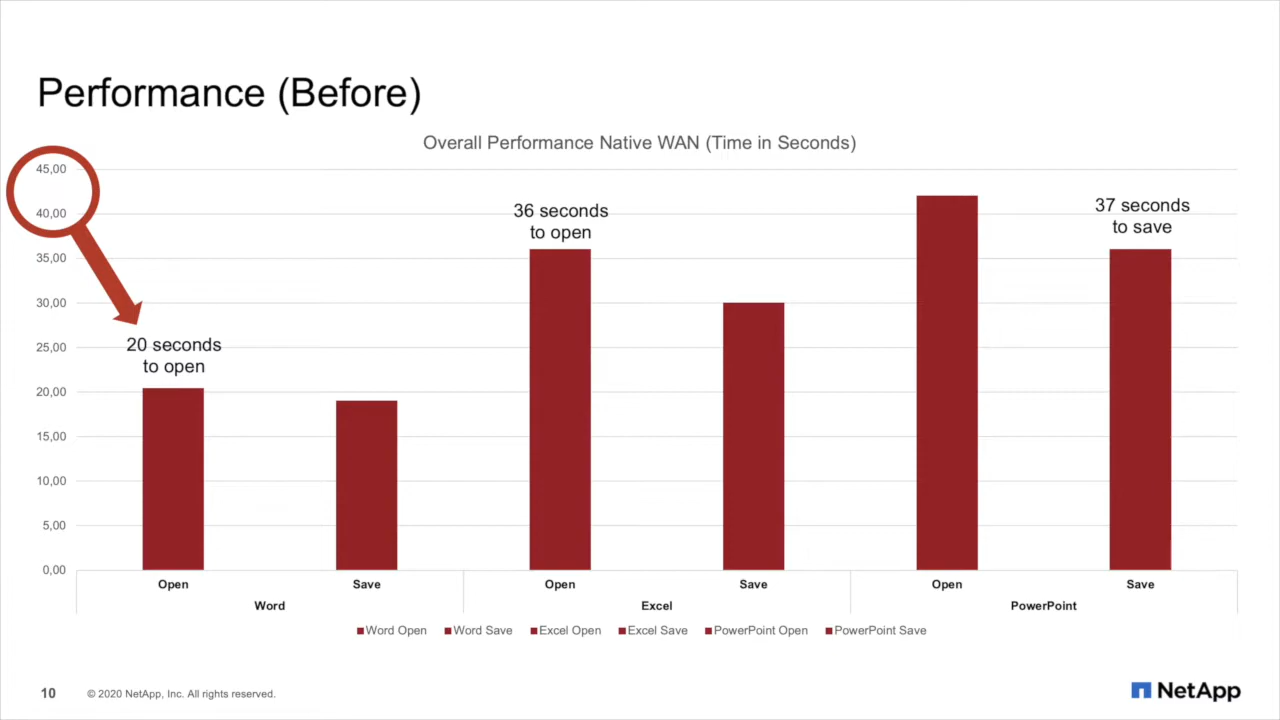 Performance (Before)
Overall Performance Native WAN (Time in Seconds)
45,00
40,00
35,00
30,00
25,00
20,00
15,00
10,00
5,00
0,00
20 seconds
to open
36 seconds
to open
37 seconds
to save
Open Save Open Save Open Save
Word Excel PowerPoint
Word Open Word Save Excel Open Excel Save PowerPoint Open PowerPoint Save
10 © 2020 NetApp, Inc. All rights reserved.
NetApp